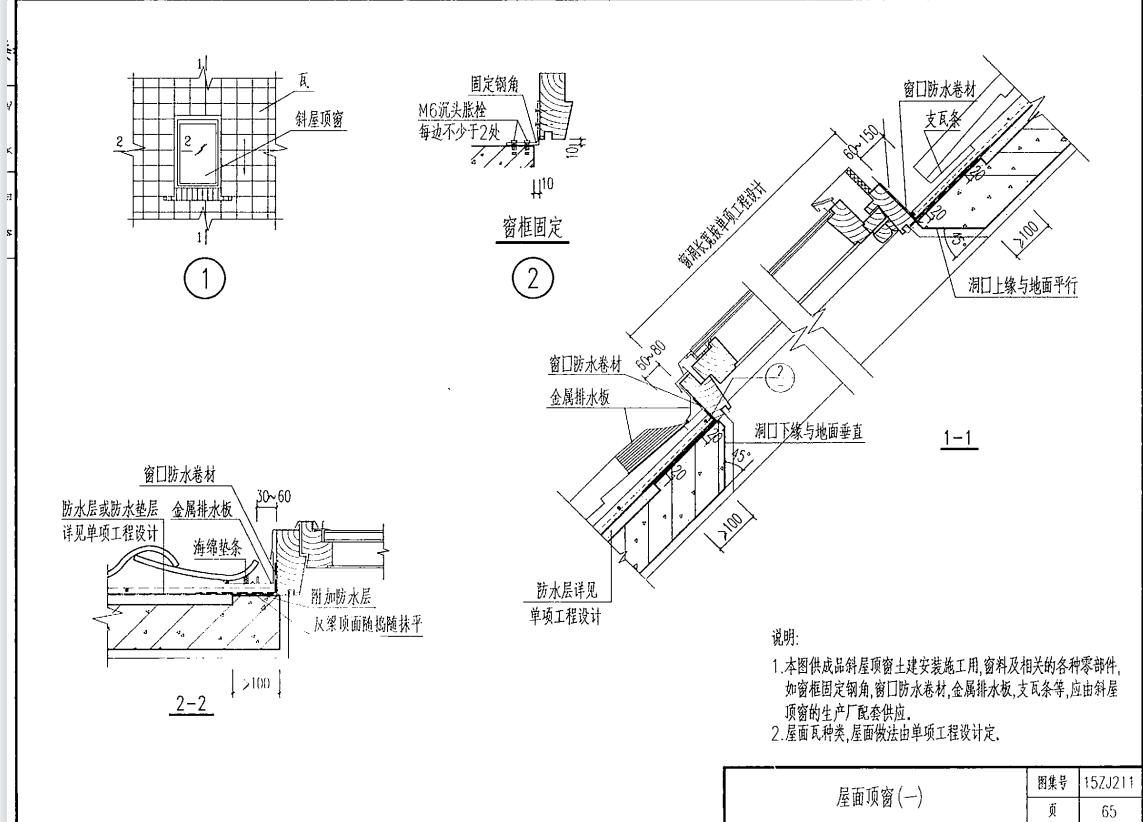 1
瓦
斜屋顶窗
2
2
1
1
固定钢角
M6沉头胀栓
每边不少于2处
10
10
窗框固定
2
窗口防水卷材
支瓦条
60~150
20
20
45°
≥100
洞口上缘与地面平行
窗洞长宽按单项工程设计
60~80
窗口防水卷材
金属排水板
2
洞口下缘与地面垂直
20
20
45°
≥100
防水层详见
单项工程设计
1-1
窗口防水卷材
30~60
防水层或防水垫层
详见单项工程设计
金属排水板
海绵垫条
附加防水层
反梁顶面随捣随抹平
≥100
2-2
说明:
1.本图供成品斜屋顶窗土建安装施工用,窗料及相关的各种零部件,
如窗框固定钢角,窗口防水卷材,金属排水板,支瓦条等,应由斜屋
顶窗的生产厂配套供应.
2.屋面瓦种类,屋面做法由单项工程设计定.
屋面顶窗(一)
图集号
15ZJ211
页
65